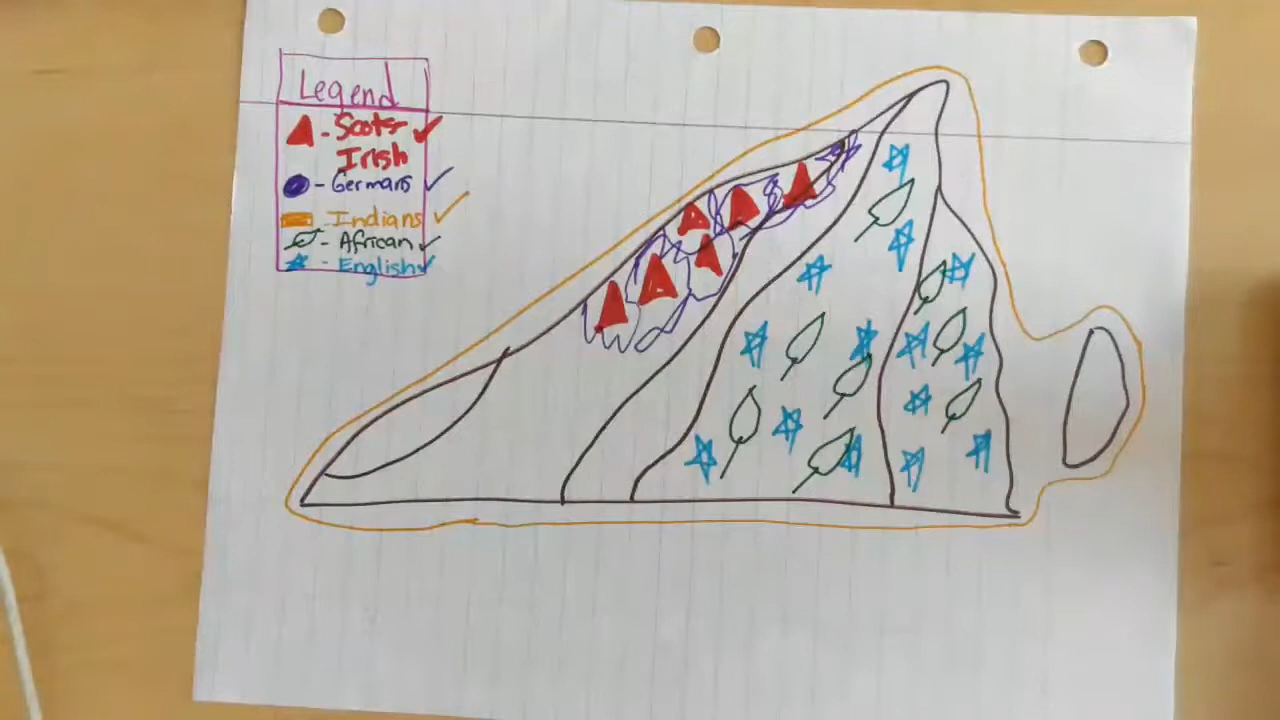 Legend
- Scots
Irish
- Germans
Indians
- African
- English